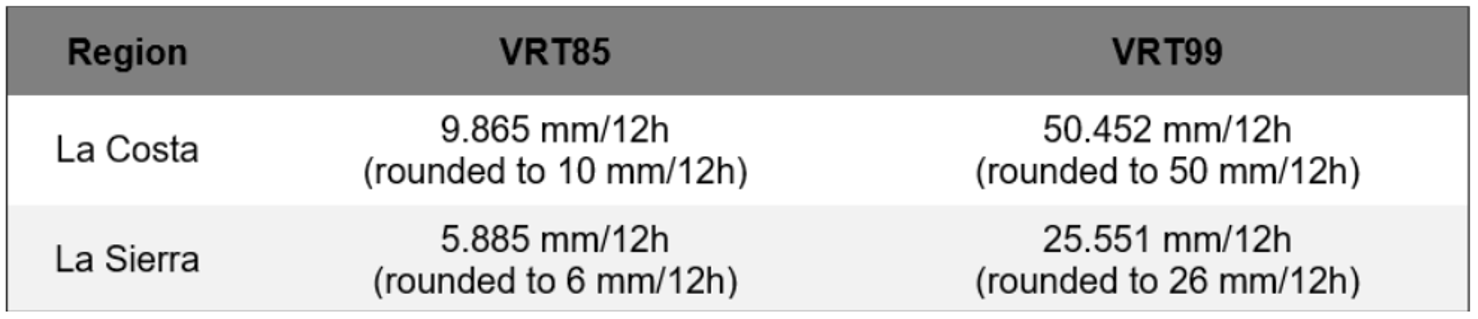 Region VRT85 VRT99
La Costa 9.865 mm/12h (rounded to 10 mm/12h) 50.452 mm/12h (rounded to 50 mm/12h)
La Sierra 5.885 mm/12h (rounded to 6 mm/12h) 25.551 mm/12h (rounded to 26 mm/12h)